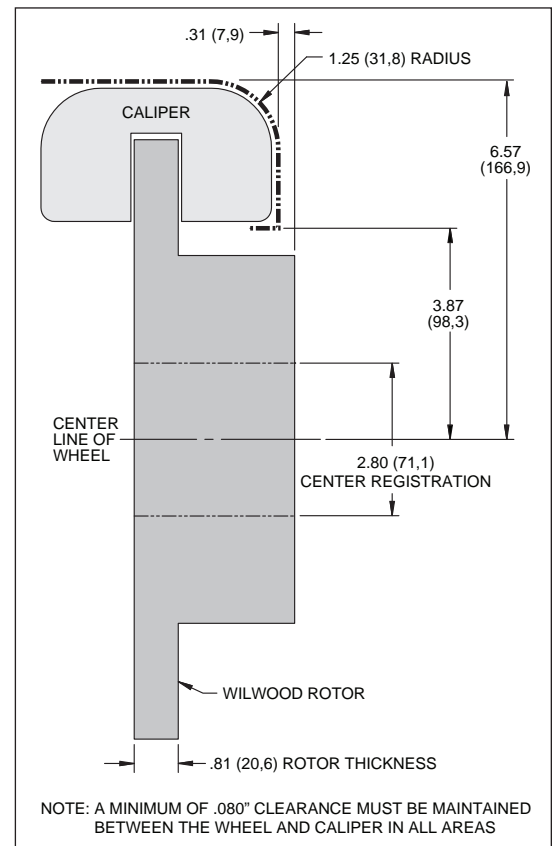 .31 (7,9)
1.25 (31,8) RADIUS
CALIPER
6.57
(166,9)
3.87
(98,3)
CENTER
LINE OF
WHEEL
2.80 (71,1)
CENTER REGISTRATION
WILWOOD ROTOR
.81 (20,6) ROTOR THICKNESS
NOTE: A MINIMUM OF .080” CLEARANCE MUST BE MAINTAINED
BETWEEN THE WHEEL AND CALIPER IN ALL AREAS